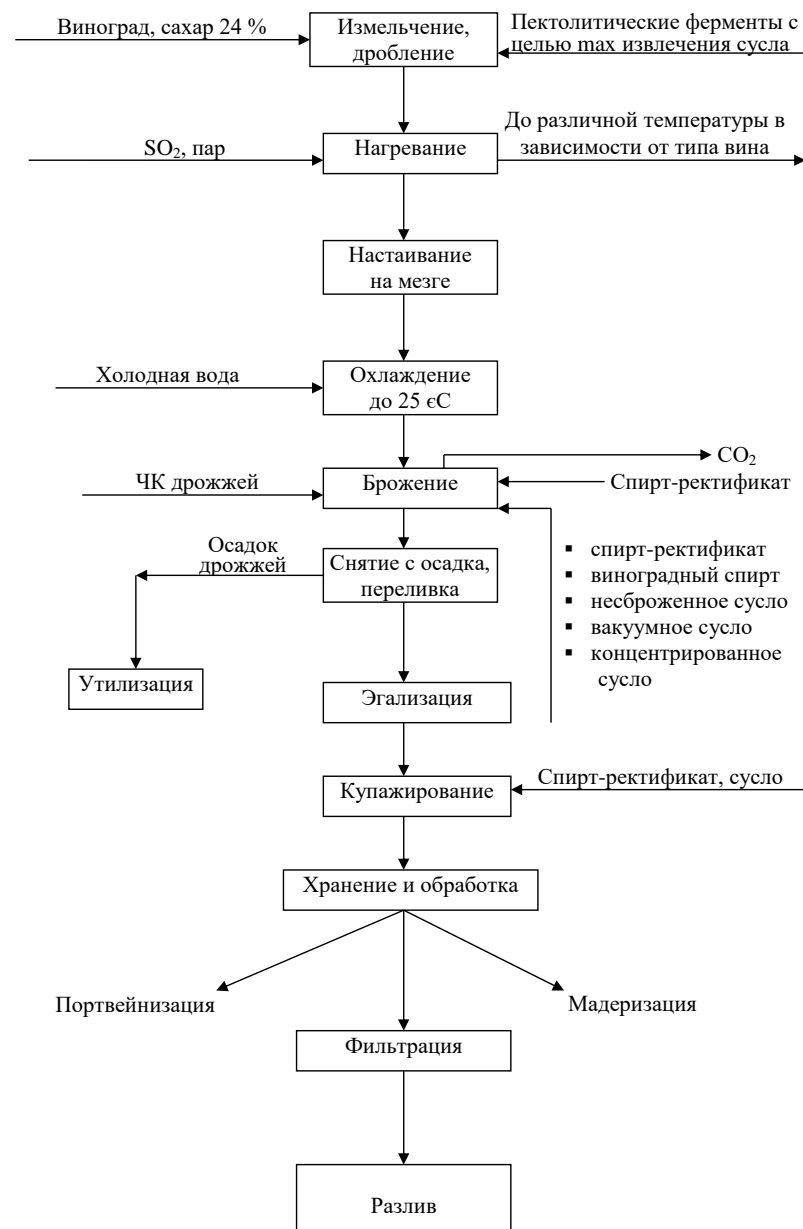 Виноград, сахар 24 %
Измельчение,
дробление
Пектолитические ферменты с
целью max извлечения сусла
SO₂, пар
Нагревание
До различной температуры в
зависимости от типа вина
Настаивание
на мезге
Холодная вода
Охлаждение
до 25 єС
CO₂
ЧК дрожжей
Брожение
Спирт-ректификат
Осадок
дрожжей
Снятие с осадка,
переливка
▪ спирт-ректификат
▪ виноградный спирт
▪ несброженное сусло
▪ вакуумное сусло
▪ концентрированное
сусло
Утилизация
Эгализация
Купажирование
Спирт-ректификат, сусло
Хранение и обработка
Портвейнизация
Мадеризация
Фильтрация
Разлив